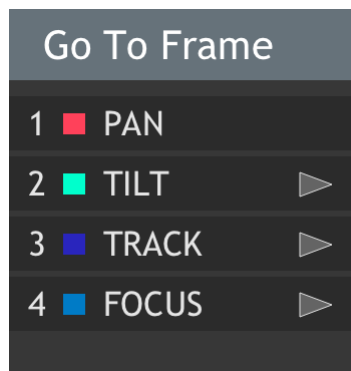 Go To Frame
1 PAN
2 TILT
3 TRACK
4 FOCUS